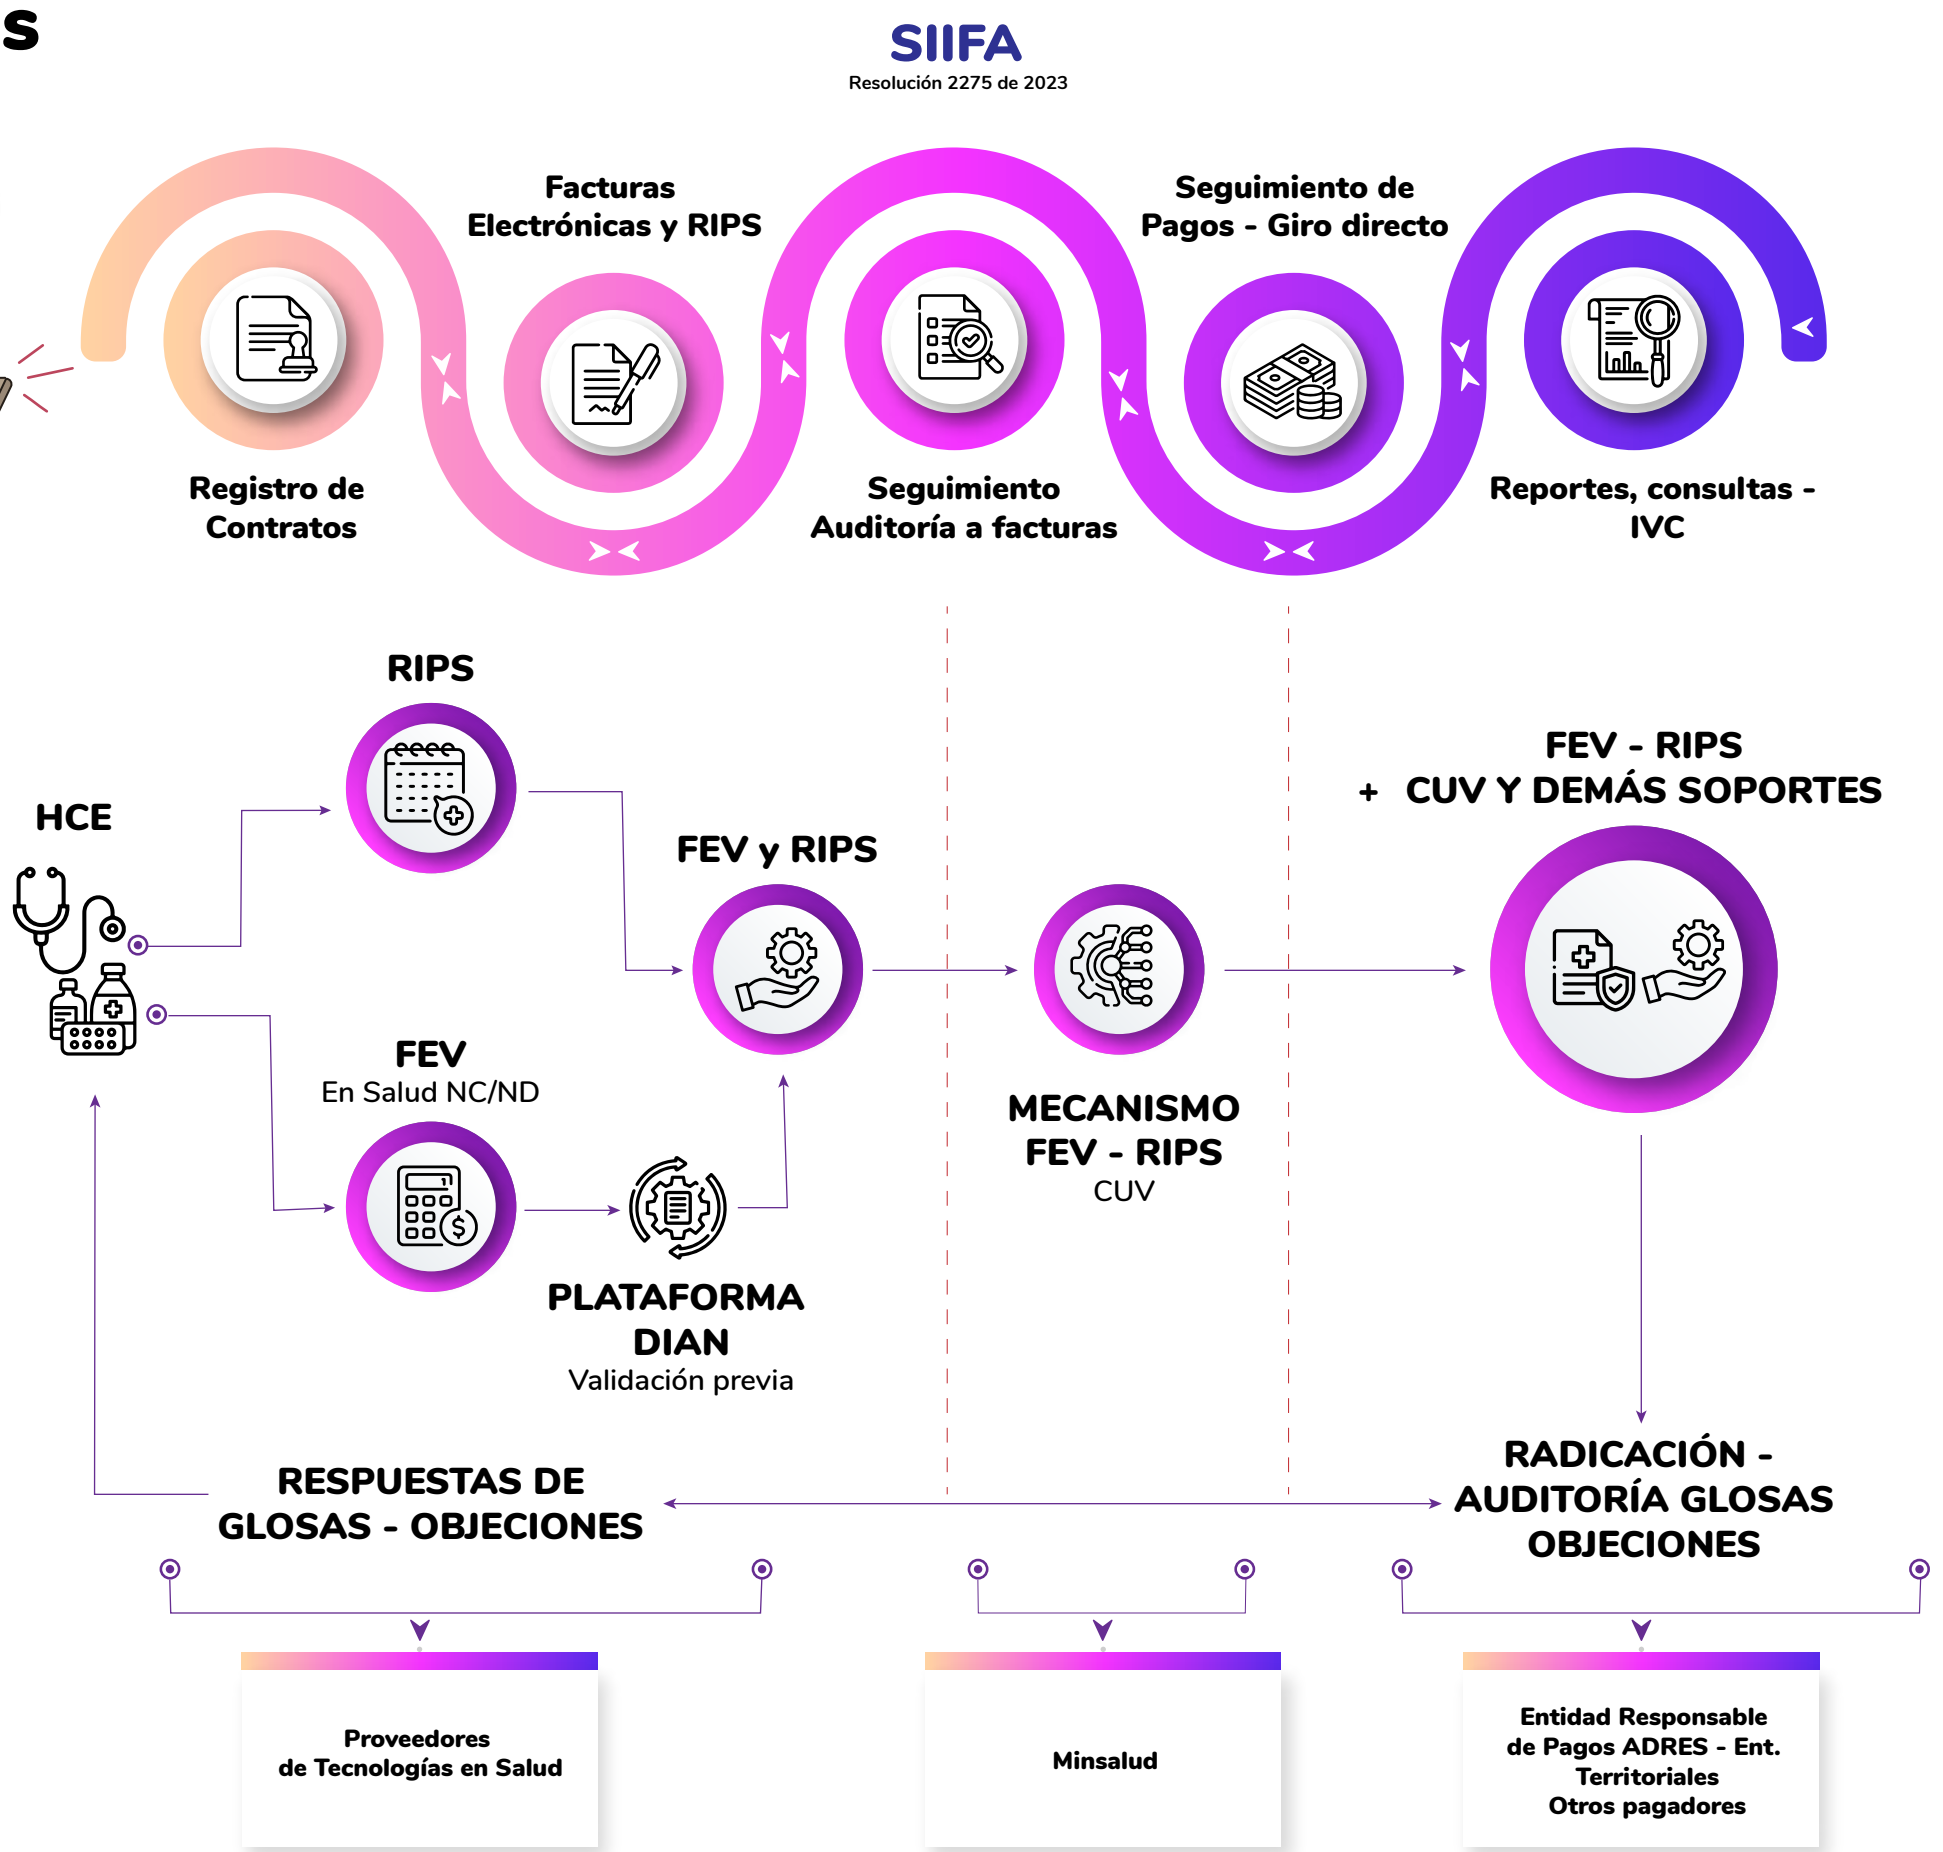 s
SIIFA
Resolución 2275 de 2023
Facturas
Electrónicas y RIPS
Seguimiento de
Pagos - Giro directo
Registro de
Contratos
Seguimiento
Auditoría a facturas
Reportes, consultas -
IVC
RIPS
FEV - RIPS
+ CUV Y DEMÁS SOPORTES
HCE
FEV y RIPS
FEV
En Salud NC/ND
MECANISMO
FEV - RIPS
CUV
PLATAFORMA
DIAN
Validación previa
RESPUESTAS DE
GLOSAS - OBJECIONES
RADICACIÓN -
AUDITORÍA GLOSAS
OBJECIONES
Proveedores
de Tecnologías en Salud
Minsalud
Entidad Responsable
de Pagos ADRES - Ent.
Territoriales
Otros pagadores